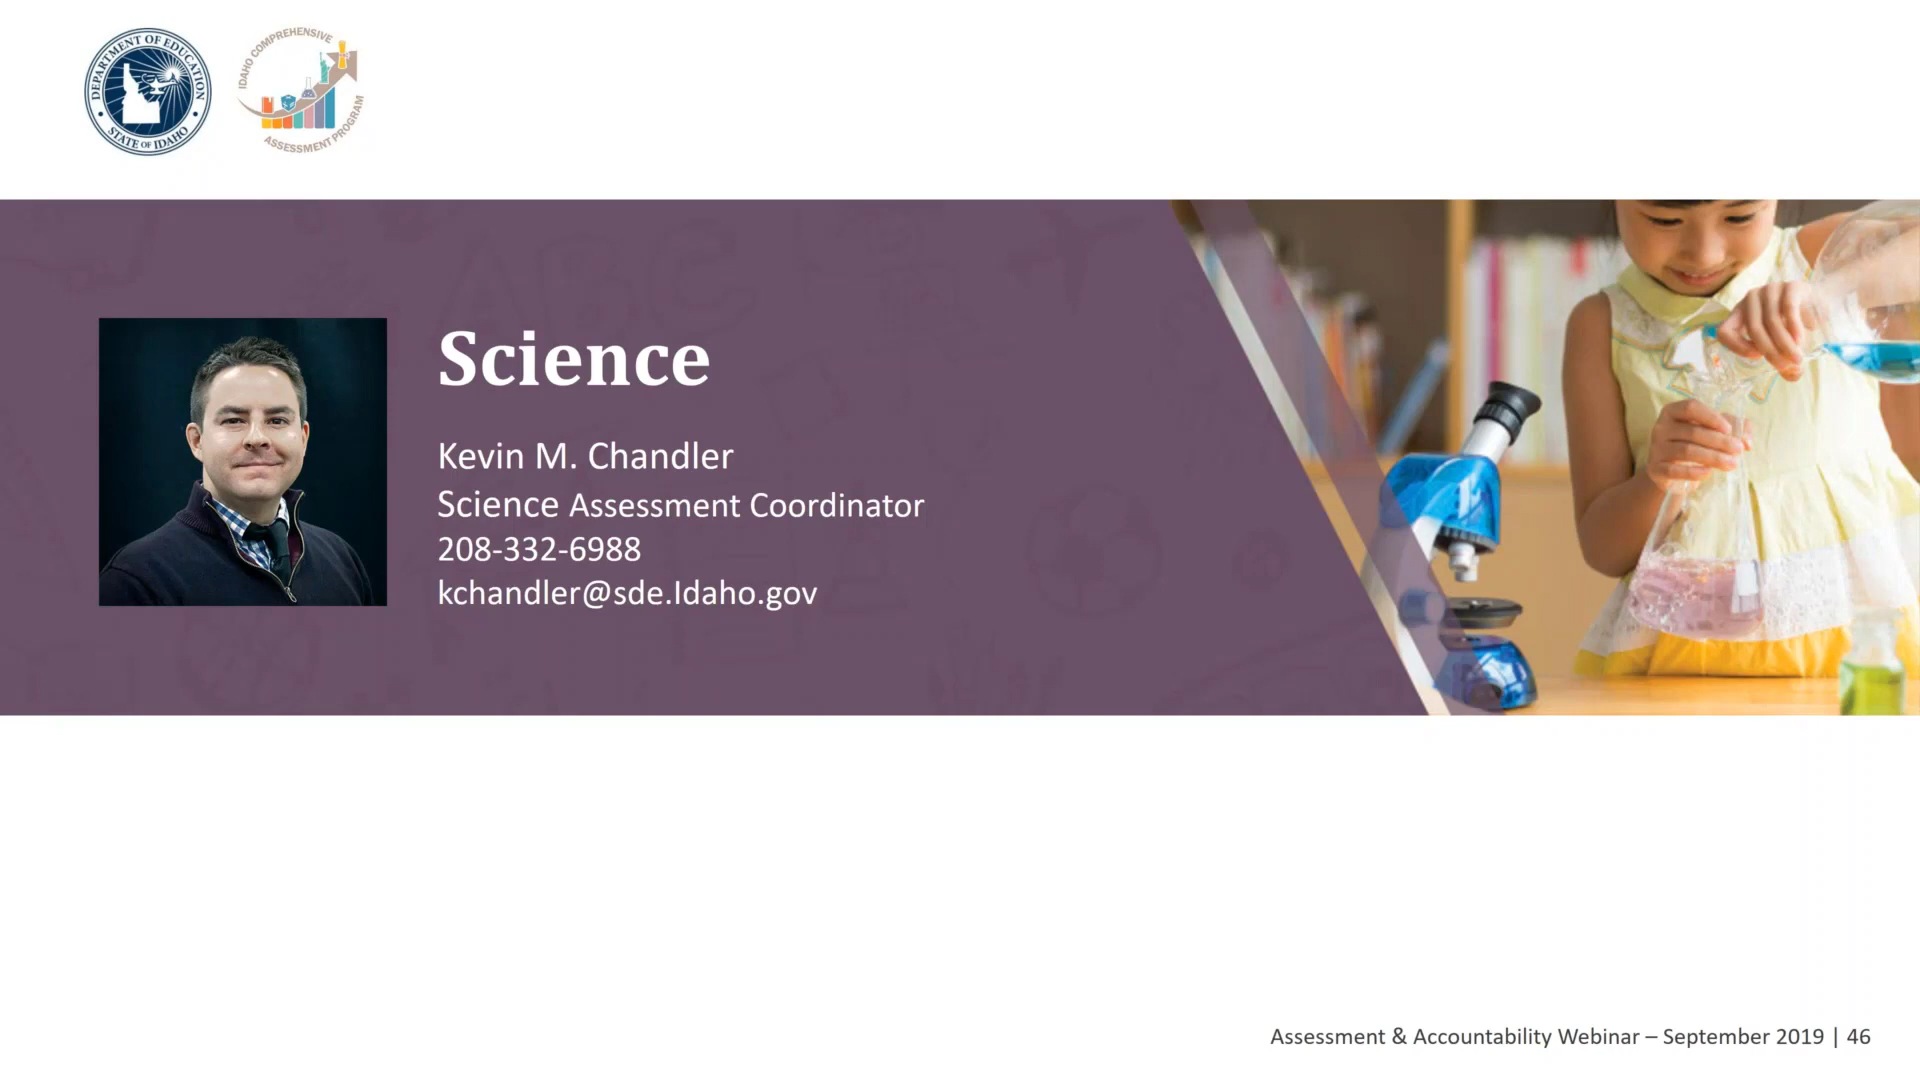 DEPARTMENT OF EDUCATION
STATE OF IDAHO
IDAHO COMPREHENSIVE
ASSESSMENT PROGRAM
ABC
Science
Kevin M. Chandler
Science Assessment Coordinator
208-332-6988
kchandler@sde.Idaho.gov
Assessment & Accountability Webinar – September 2019 | 46